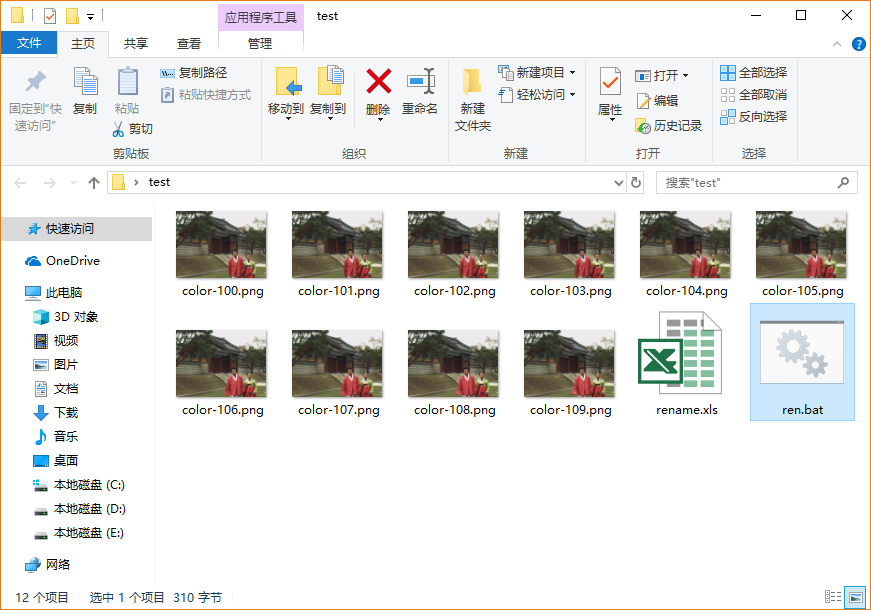 应用程序工具
test
文件
主页
共享
查看
管理
固定到"快
速访问"
复制
粘贴
复制路径
粘贴快捷方式
剪切
剪贴板
移动到
复制到
删除
重命名
组织
新建
文件夹
新建项目
轻松访问
新建
属性
打开
编辑
历史记录
打开
全部选择
全部取消
反向选择
选择
test
搜索"test"
快速访问
OneDrive
此电脑
3D 对象
视频
图片
文档
下载
音乐
桌面
本地磁盘 (C:)
本地磁盘 (D:)
本地磁盘 (E:)
网络
color-100.png
color-101.png
color-102.png
color-103.png
color-104.png
color-105.png
color-106.png
color-107.png
color-108.png
color-109.png
rename.xls
ren.bat
12 个项目
选中 1 个项目
310 字节